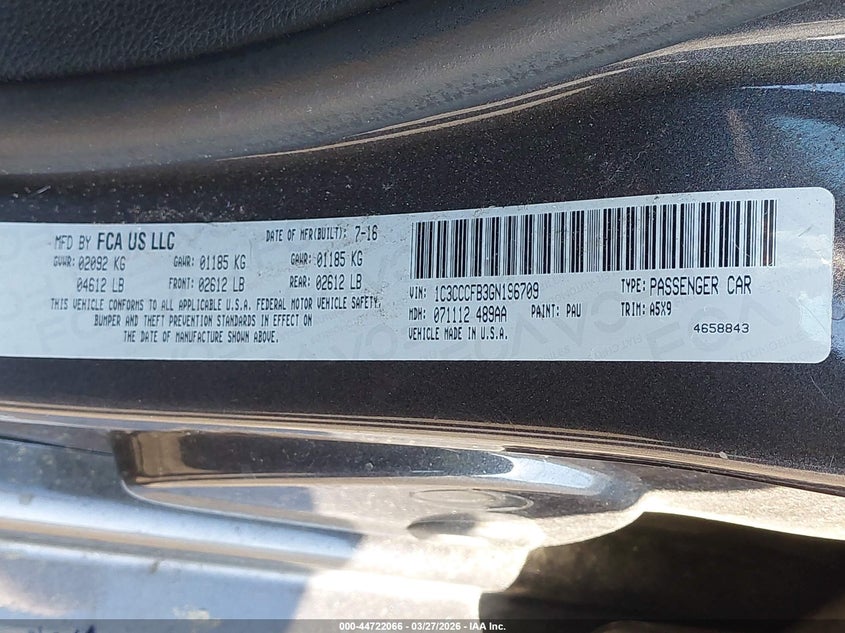 MFD BY FCA US LLC
DATE OF MFR(BUILT): 7-16
GVWR: 02092 KG GAWR: 01185 KG GAWR: 01185 KG
04612 LB FRONT: 02612 LB REAR: 02612 LB
THIS VEHICLE CONFORMS TO ALL APPLICABLE U.S.A. FEDERAL MOTOR VEHICLE SAFETY,
BUMPER AND THEFT PREVENTION STANDARDS IN EFFECT ON
THE DATE OF MANUFACTURE SHOWN ABOVE.
VIN: 1C3CCCFB3GN196709 TYPE: PASSENGER CAR
MDH: 071112 489AA PAINT: PAU TRIM: A5X9
VEHICLE MADE IN U.S.A. 4658843
000-44722066 - 03/27/2026 - IAA Inc.